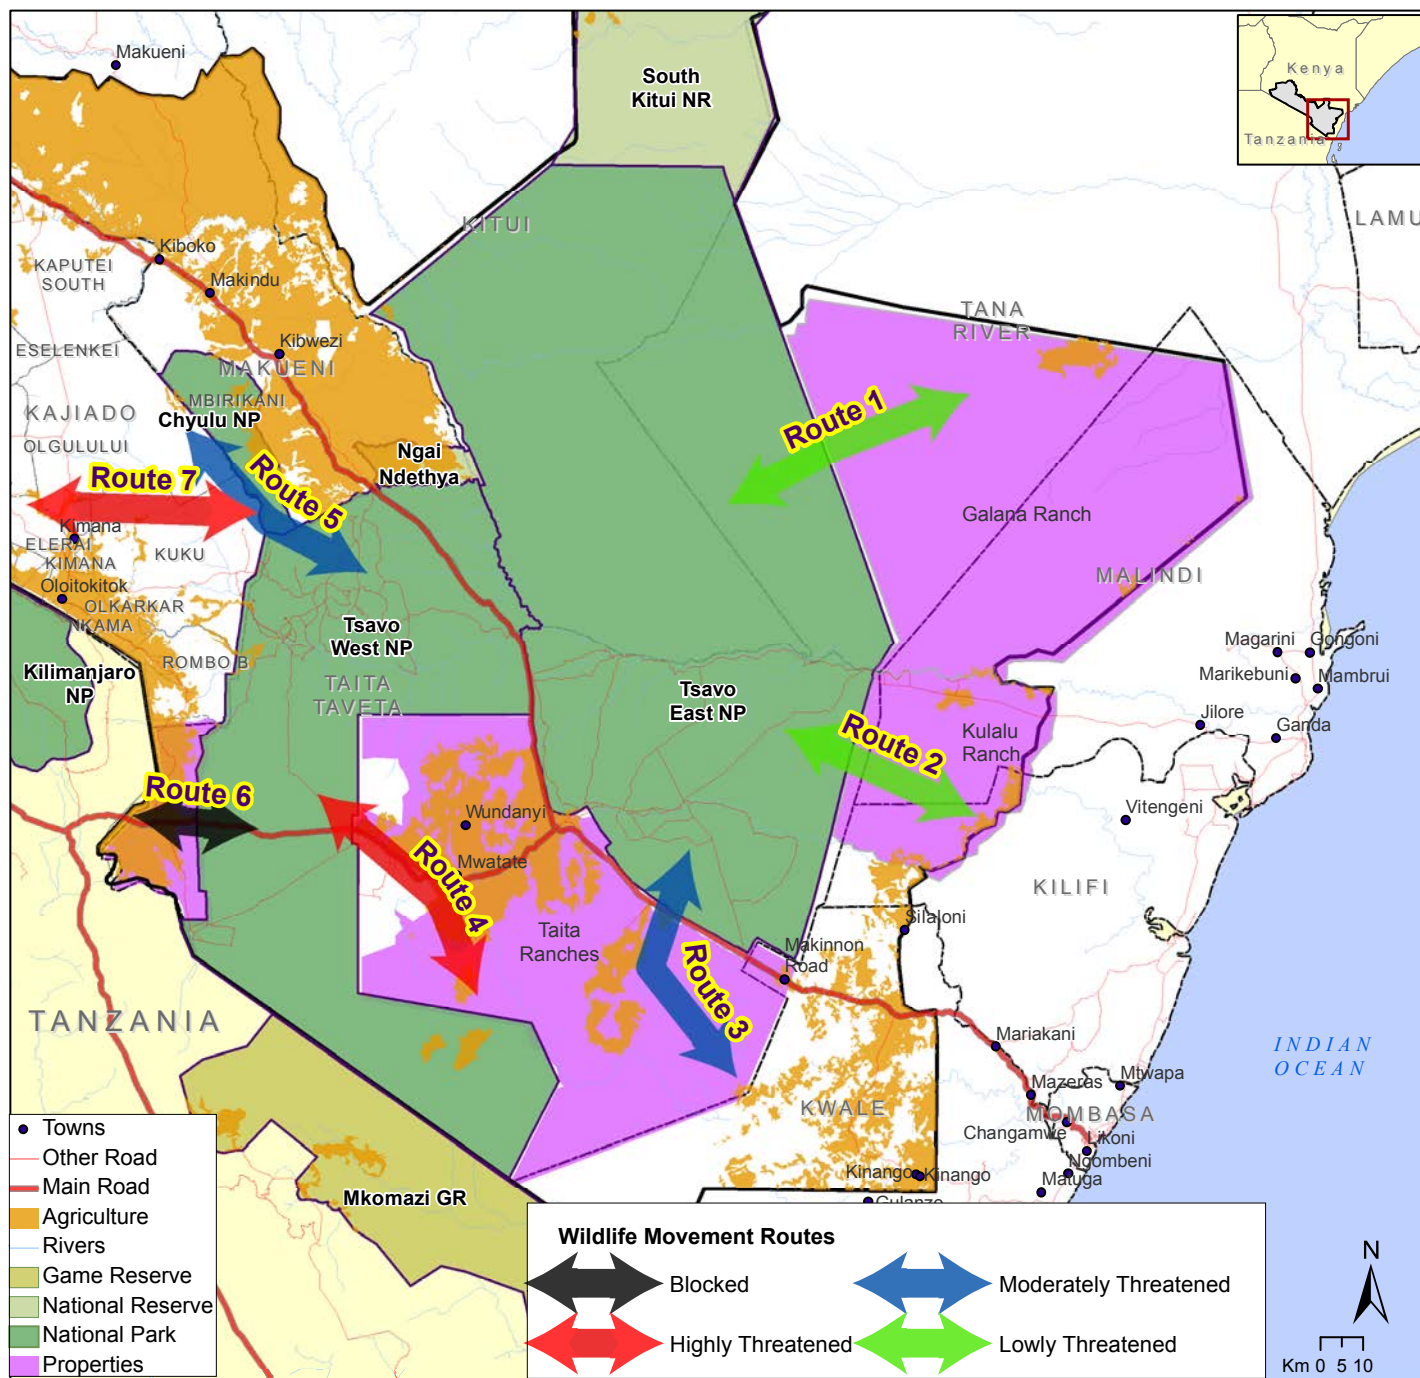 Makueni
South
Kitui NR
Kenya
Tanzania
LAMU
KITUI
Kiboko
KAPUTEI
SOUTH
Makindu
TANA
RIVER
ESELENKEI
Kibwezi
MAKUENI
MBIRIKANI
KAJIADO
Chyulu NP
Route 1
OLGULULUI
Ngai
Ndethya
Route 7
Route 5
Galana Ranch
Kimana
ELERAI
KIMANA
KUKU
MALINDI
Oloitokitok
OLKARKAR
NKAMA
Tsavo
West NP
Magarini
Gongoni
Kilimanjaro
NP
ROMBO B
TAITA
TAVETA
Tsavo
East NP
Marikebuni
Mambrui
Jilore
Ganda
Route 2
Kulalu
Ranch
Route 6
Wundanyi
Vitengeni
Mwatate
Route 4
KILIFI
Silaloni
Taita
Ranches
Makinnon
Road
Route 3
TANZANIA
Mariakani
INDIAN
OCEAN
Mazeras
Mtwapa
KWALE
MOMBASA
Changamwe
Likoni
Ngombeni
Kinango
Kinango
Matuga
Mkomazi GR
Gulanze
Towns
Other Road
Main Road
Agriculture
Rivers
Game Reserve
National Reserve
National Park
Properties
Wildlife Movement Routes
Blocked
Moderately Threatened
Highly Threatened
Lowly Threatened
N
Km 0 5 10